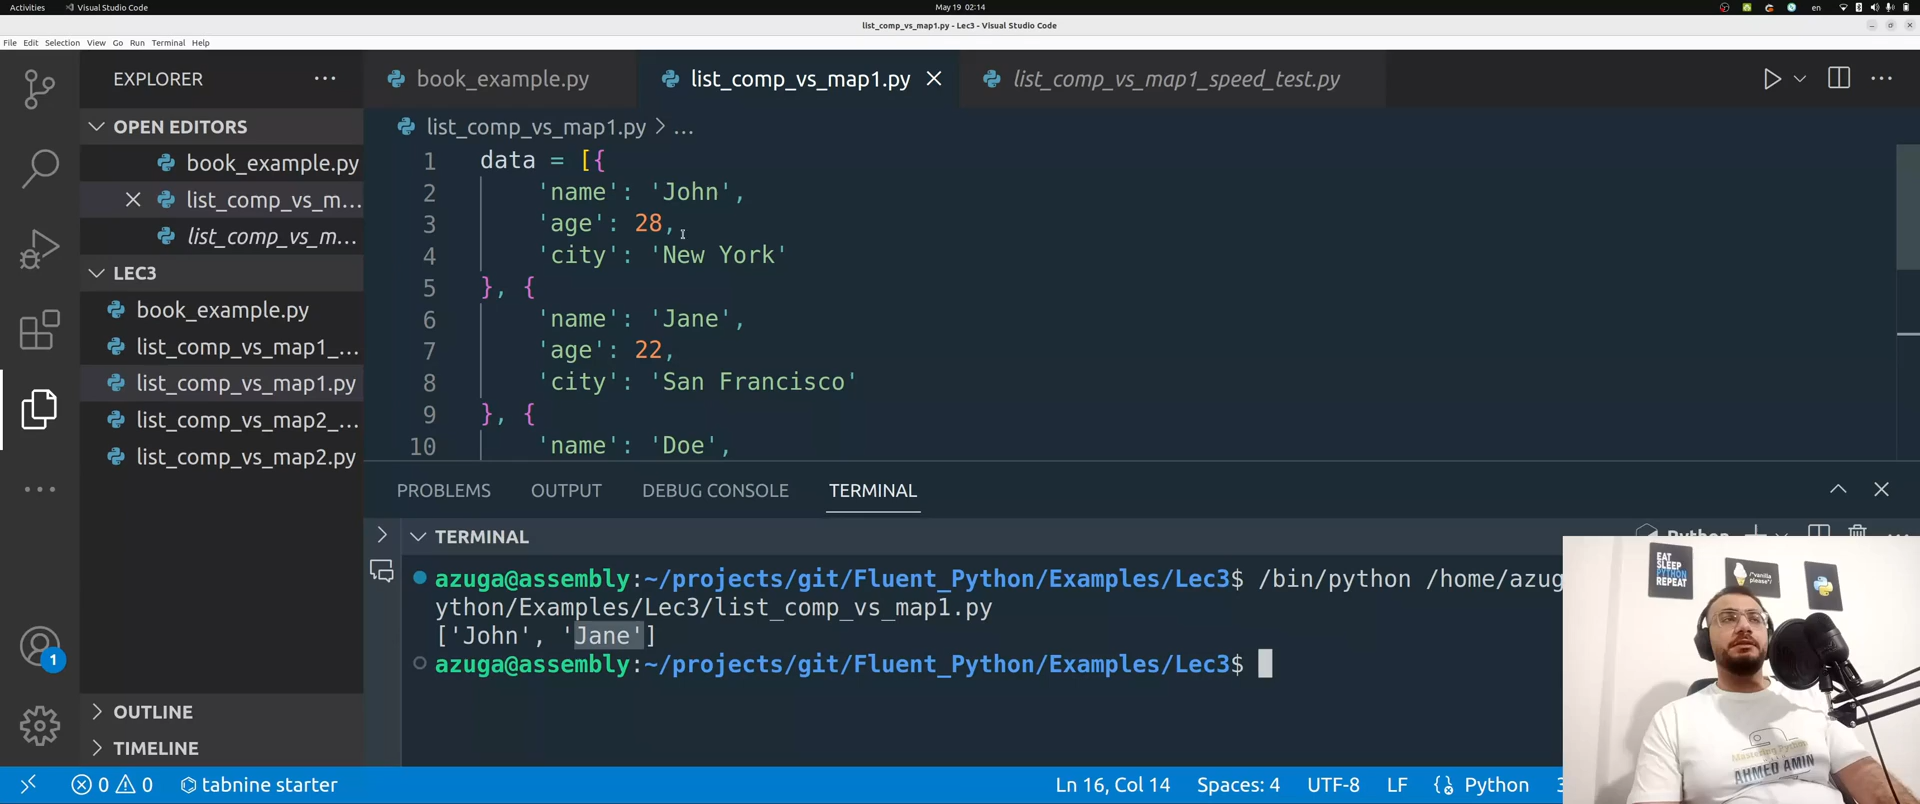 Activities Visual Studio Code May 19 02:14 en
list_comp_vs_map1.py - Lec3 - Visual Studio Code
File Edit Selection View Go Run Terminal Help
EXPLORER
OPEN EDITORS
book_example.py
list_comp_vs_m...
list_comp_vs_m...
LEC3
book_example.py
list_comp_vs_map1_...
list_comp_vs_map1.py
list_comp_vs_map2_...
list_comp_vs_map2.py
OUTLINE
TIMELINE
1
book_example.py list_comp_vs_map1.py list_comp_vs_map1_speed_test.py
list_comp_vs_map1.py > ...
1 data = [{
2 'name': 'John',
3 'age': 28,
4 'city': 'New York'
5 }, {
6 'name': 'Jane',
7 'age': 22,
8 'city': 'San Francisco'
9 }, {
10 'name': 'Doe',
PROBLEMS OUTPUT DEBUG CONSOLE TERMINAL
TERMINAL
Python
azuga@assembly:~/projects/git/Fluent_Python/Examples/Lec3$ /bin/python /home/azug
ython/Examples/Lec3/list_comp_vs_map1.py
['John', 'Jane']
azuga@assembly:~/projects/git/Fluent_Python/Examples/Lec3$
EAT
SLEEP
PYTHON
REPEAT
/*vanilla
please*/
Mastering Python
AHMED AMIN
0 0 tabnine starter Ln 16, Col 14 Spaces: 4 UTF-8 LF Python